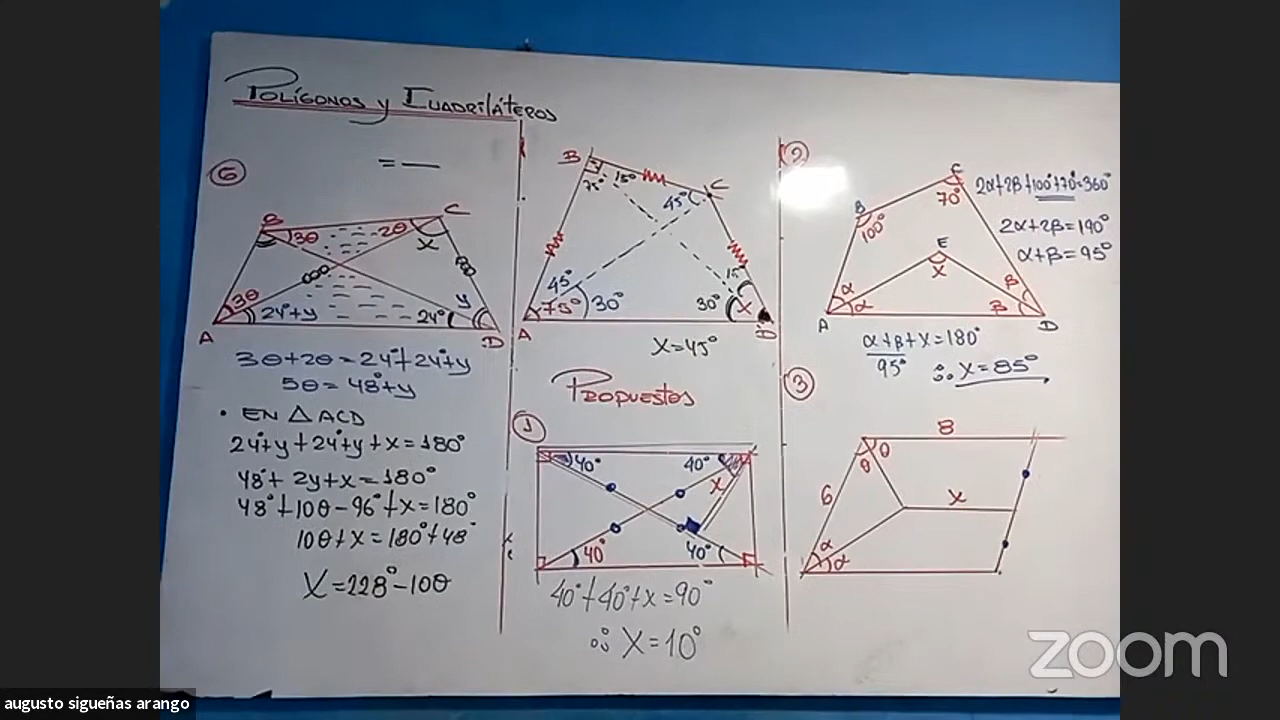 POLÍGONOS y CUADRILÁTEROS
6
= —
B
C
3θ
2θ
x
3θ
24°+y
24°
y
A
D
3θ+2θ=24°+24°+y
5θ=48°+y
• EN △ ACD
24°+y+24°+y+x=180°
48°+2y+x=180°
48°+10θ-96°+x=180°
10θ+x=180°+48°
X=228°-10θ
B
75°
15°
C
45°
45°
15°
75°
30°
30°
x
A
D
X=45°
PROPUESTOS
1
40°
40°
x
40°
40°
40°+40°+x=90°
∴ X=10°
2
C
70°
B
100°
E
x
α
α
β
β
A
D
2α+2β+100°+70°=360°
2α+2β=190°
α+β=95°
α+β+x=180°
95°
∴ X=85°
3
8
θ
θ
6
x
α
α
zoom
augusto sigueñas arango